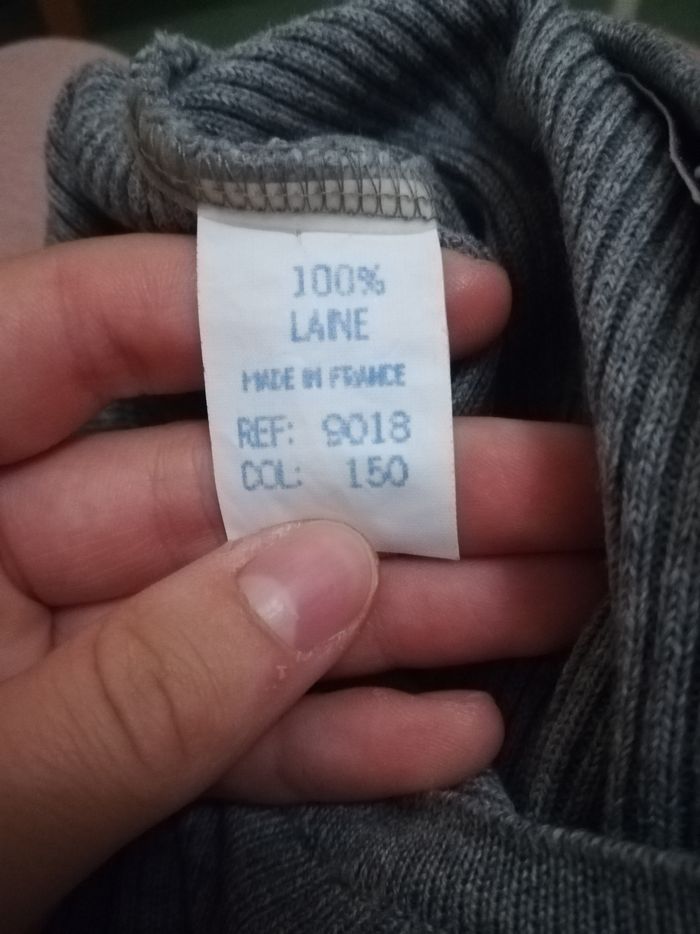 100%
LAINE
MADE IN FRANCE
REF: 9018
COL: 150